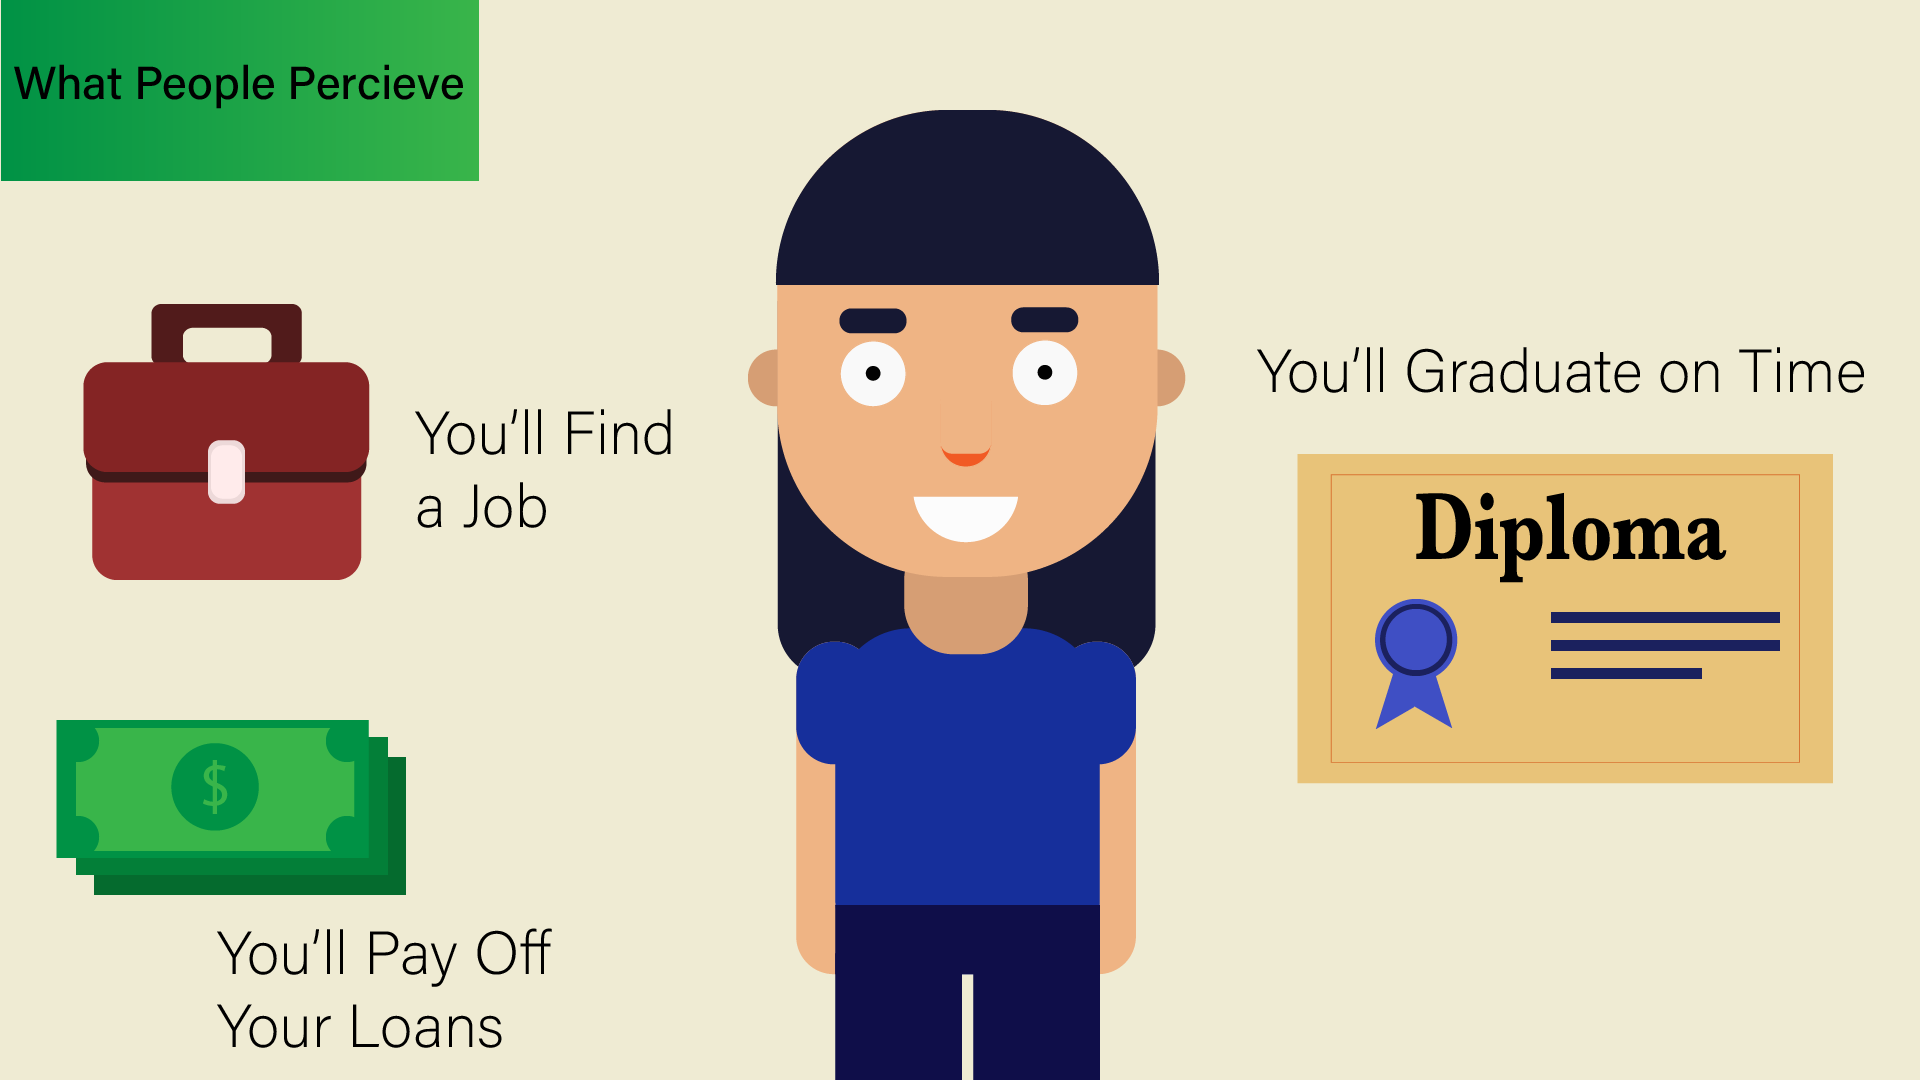 What People Percieve
You'll Find
a Job
You'll Graduate on Time
Diploma
$
You'll Pay Off
Your Loans